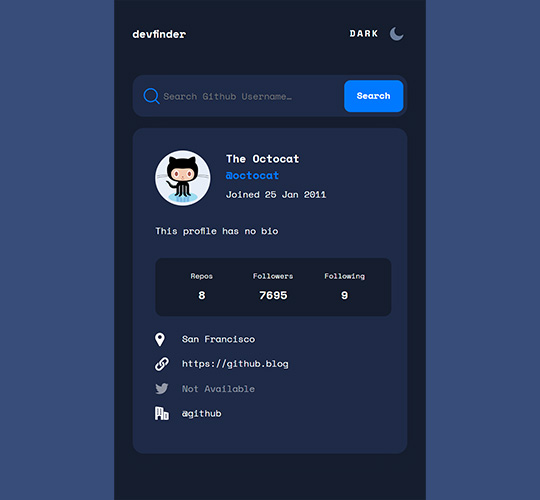 devfinder DARK
Search Github Username… Search
The Octocat
@octocat
Joined 25 Jan 2011
This profile has no bio
Repos Followers Following
8 7695 9
San Francisco
https://github.blog
Not Available
@github